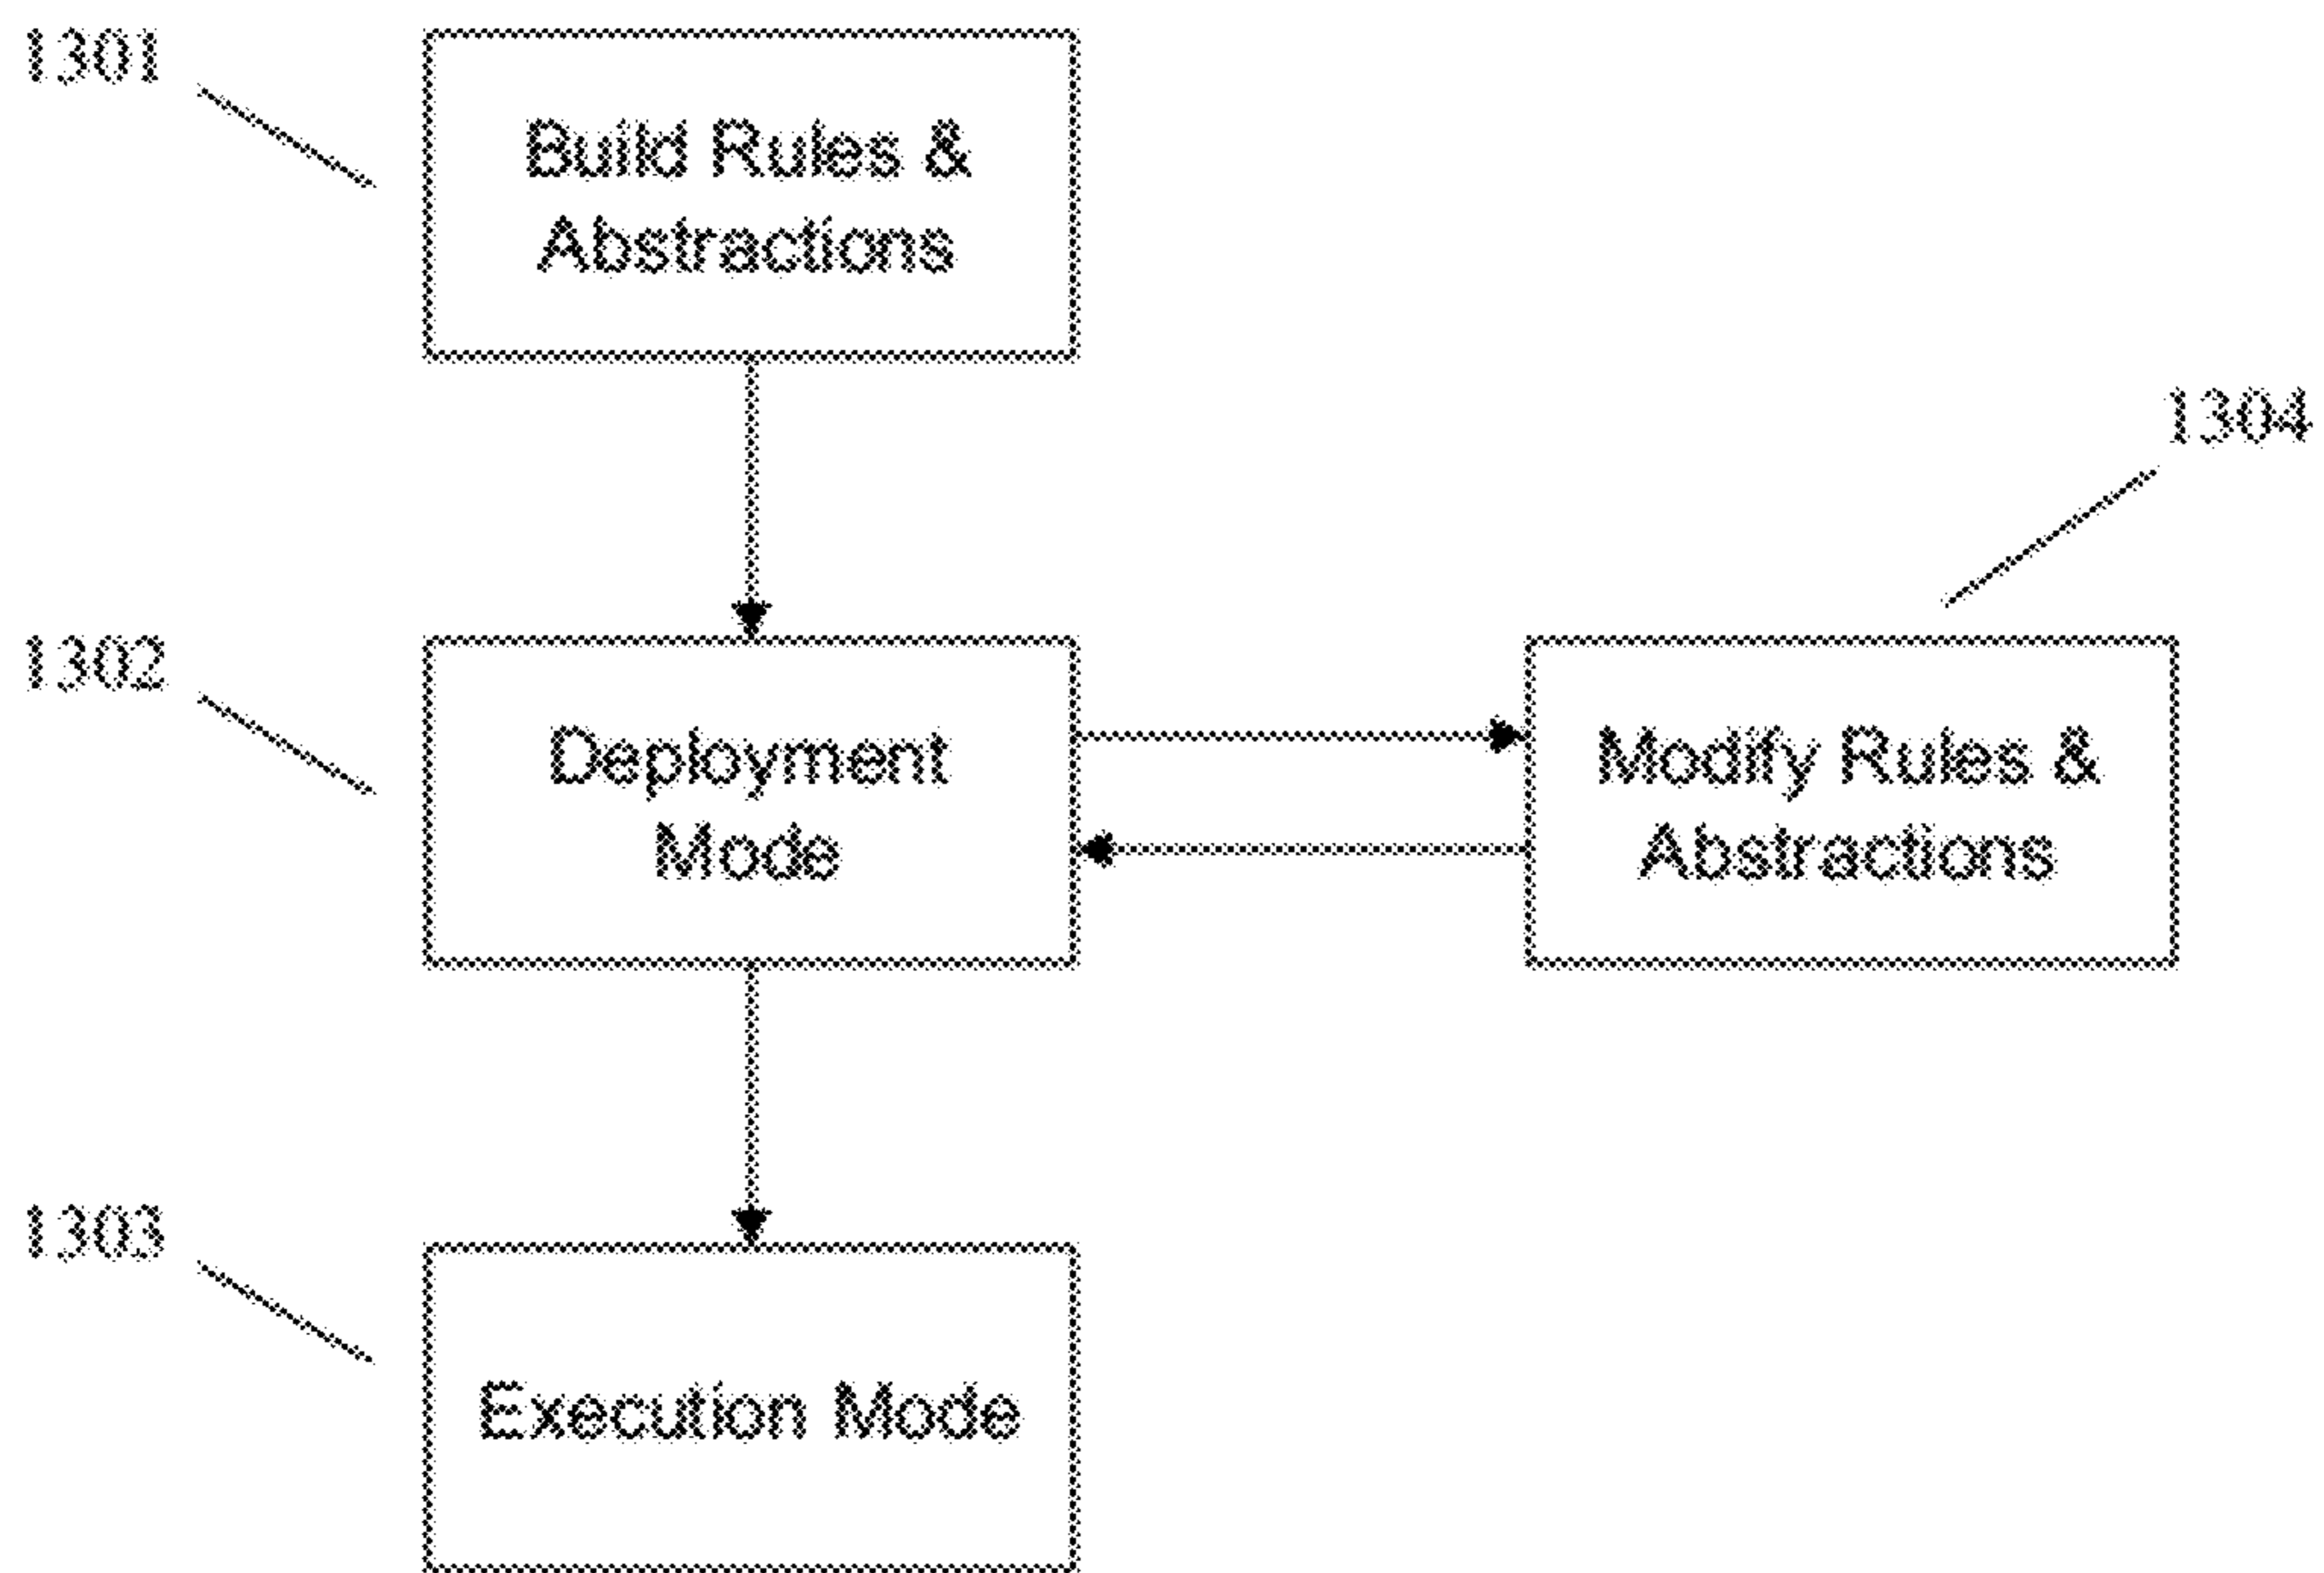 1301
Build Rules &
Abstractions
1304
1302
Deployment
Mode
Modify Rules &
Abstractions
1303
Execution Mode